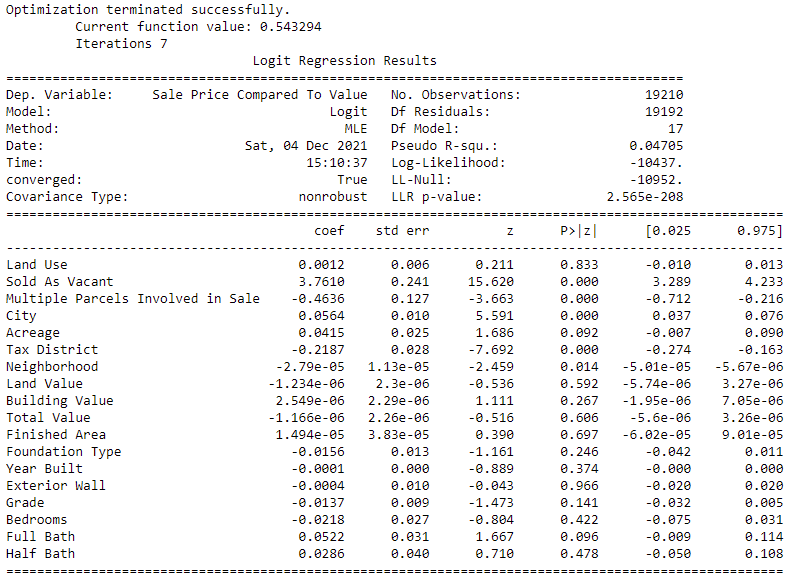 Optimization terminated successfully.
Current function value: 0.543294
Iterations 7
Logit Regression Results
==========================================================================================
Dep. Variable: Sale Price Compared To Value No. Observations: 19210
Model: Logit Df Residuals: 19192
Method: MLE Df Model: 17
Date: Sat, 04 Dec 2021 Pseudo R-squ.: 0.04705
Time: 15:10:37 Log-Likelihood: -10437.
converged: True LL-Null: -10952.
Covariance Type: nonrobust LLR p-value: 2.565e-208
=======================================================================================================
coef std err z P>|z| [0.025 0.975]
-------------------------------------------------------------------------------------------------------
Land Use 0.0012 0.006 0.211 0.833 -0.010 0.013
Sold As Vacant 3.7610 0.241 15.620 0.000 3.289 4.233
Multiple Parcels Involved in Sale -0.4636 0.127 -3.663 0.000 -0.712 -0.216
City 0.0564 0.010 5.591 0.000 0.037 0.076
Acreage 0.0415 0.025 1.686 0.092 -0.007 0.090
Tax District -0.2187 0.028 -7.692 0.000 -0.274 -0.163
Neighborhood -2.79e-05 1.13e-05 -2.459 0.014 -5.01e-05 -5.67e-06
Land Value -1.234e-06 2.3e-06 -0.536 0.592 -5.74e-06 3.27e-06
Building Value 2.549e-06 2.29e-06 1.111 0.267 -1.95e-06 7.05e-06
Total Value -1.166e-06 2.26e-06 -0.516 0.606 -5.6e-06 3.26e-06
Finished Area 1.494e-05 3.83e-05 0.390 0.697 -6.02e-05 9.01e-05
Foundation Type -0.0156 0.013 -1.161 0.246 -0.042 0.011
Year Built -0.0001 0.000 -0.889 0.374 -0.000 0.000
Exterior Wall -0.0004 0.010 -0.043 0.966 -0.020 0.020
Grade -0.0137 0.009 -1.473 0.141 -0.032 0.005
Bedrooms -0.0218 0.027 -0.804 0.422 -0.075 0.031
Full Bath 0.0522 0.031 1.667 0.096 -0.009 0.114
Half Bath 0.0286 0.040 0.710 0.478 -0.050 0.108
=======================================================================================================